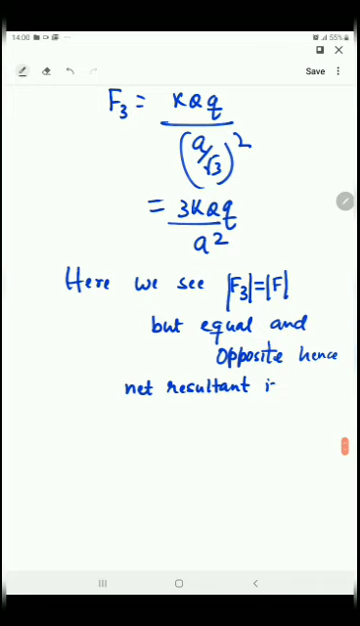 14:00
55%
Save
F₃ = KQq
(a/√3)²
= 3KQq
a²
Here we see |F₃|=|F|
but equal and
opposite hence
net resultant i